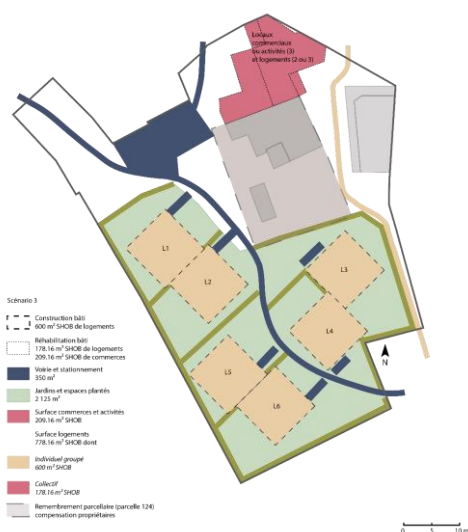 Locaux
commerciaux
ou activités (3)
et logements (2 ou 3)
L1
L2
L3
L4
L5
L6
N
Scénario 3
Construction bâti
600 m² SHOB de logements
Réhabilitation bâti
178.16 m² SHOB de logements
209.16 m² SHOB de commerces
Voirie et stationnement
350 m²
Jardins et espaces plantés
2 125 m²
Surface commerces et activités
209.16 m² SHOB
Surface logements
778.16 m² SHOB dont
Individuel groupé
600 m² SHOB
Collectif
178.16 m² SHOB
Remembrement parcellaire (parcelle 124)
compensation propriétaires
0 5 10 m